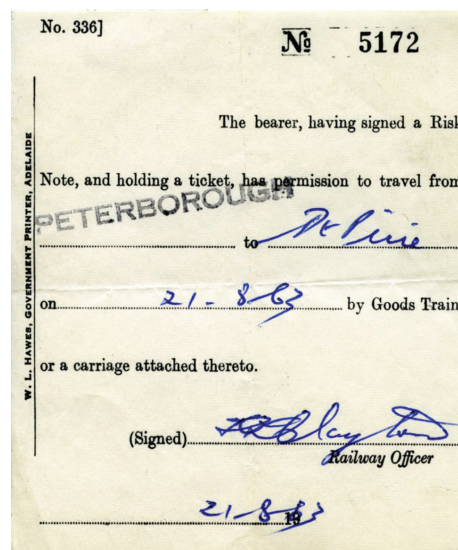 No. 336]
№ 5172
The bearer, having signed a Risk
Note, and holding a ticket, has permission to travel from
PETERBOROUGH
to Pt Pirie
on 21-8-63 by Goods Train
or a carriage attached thereto.
(Signed) Clayton
Railway Officer
21-8-63 19
W. L. HAWES, GOVERNMENT PRINTER, ADELAIDE